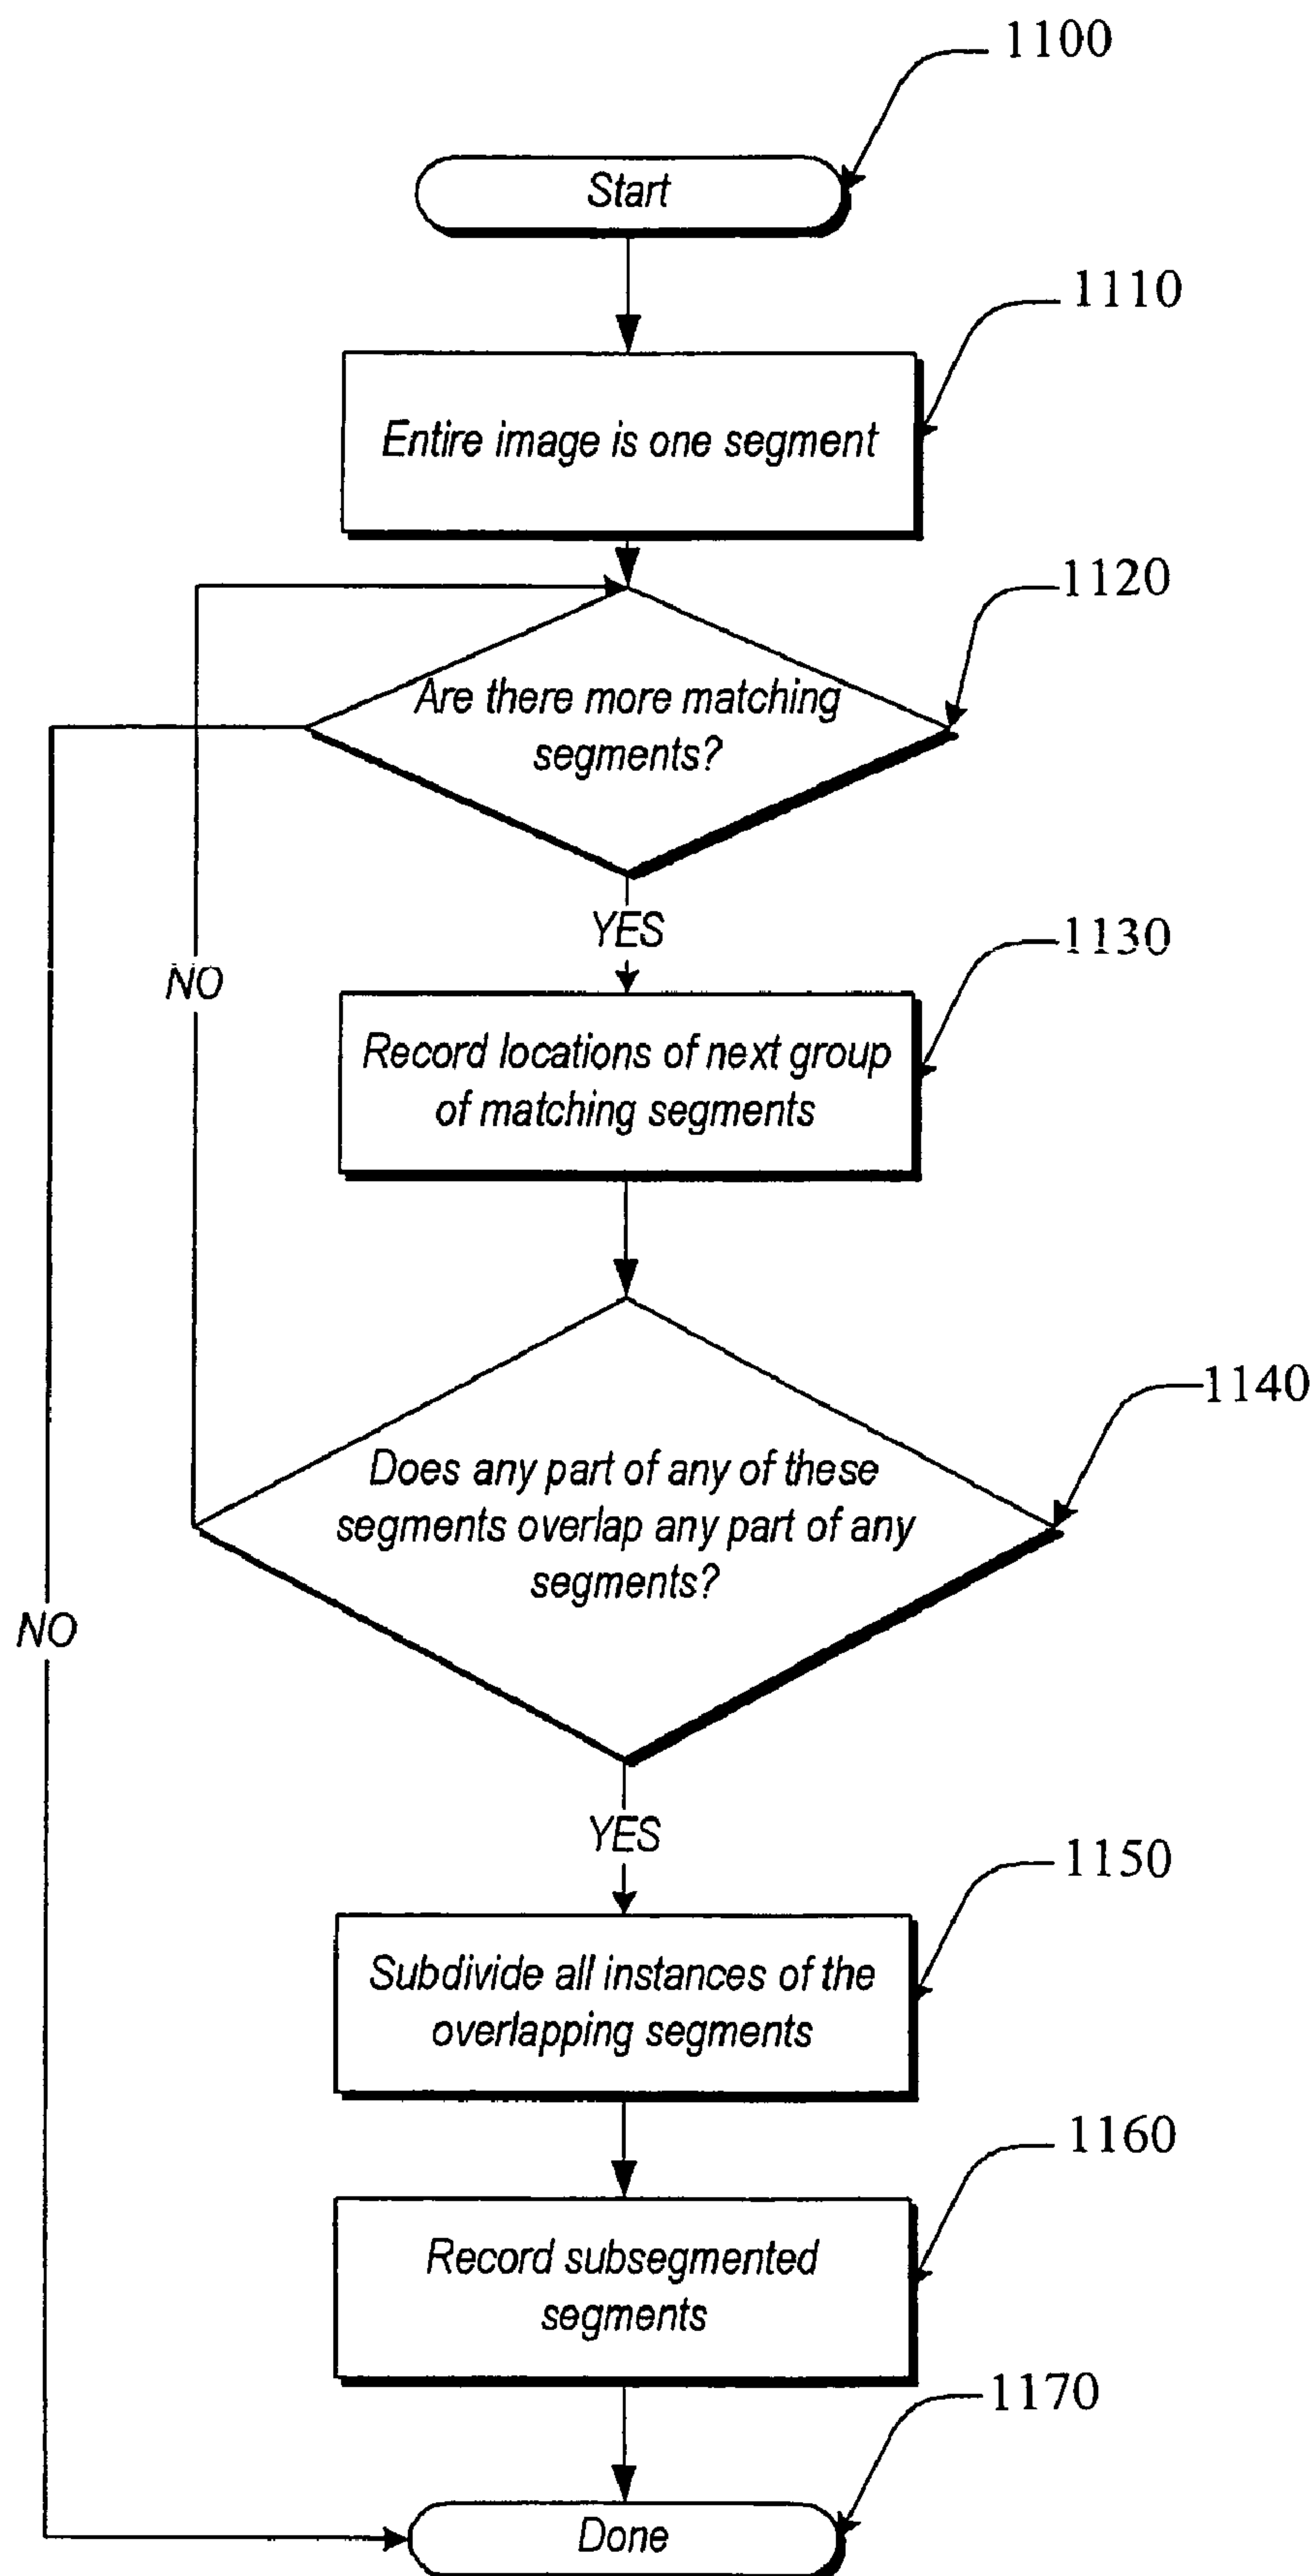 1100
Start
1110
Entire image is one segment
1120
Are there more matching
segments?
YES
1130
NO
Record locations of next group
of matching segments
1140
Does any part of any of these
segments overlap any part of any
segments?
NO
YES
1150
Subdivide all instances of the
overlapping segments
1160
Record subsegmented
segments
1170
Done